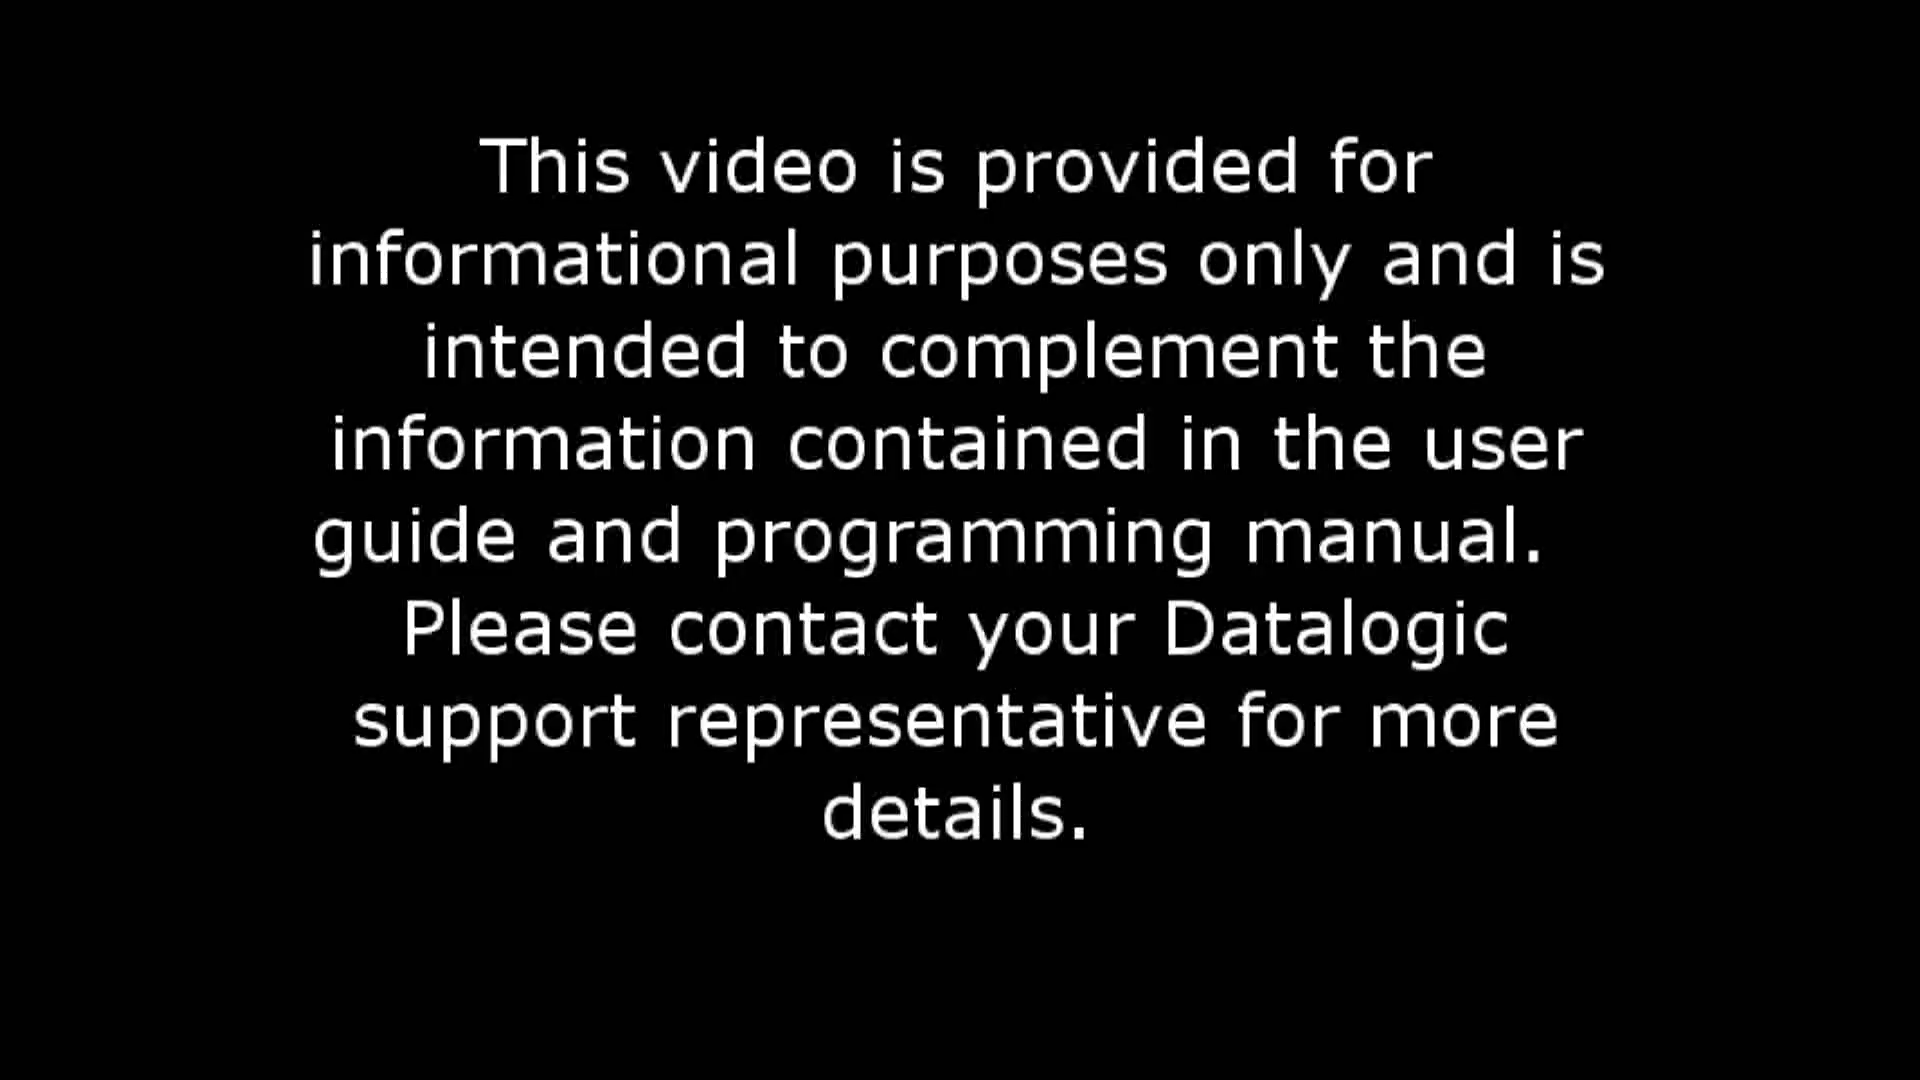 This video is provided for
informational purposes only and is
intended to complement the
information contained in the user
guide and programming manual.
Please contact your Datalogic
support representative for more
details.